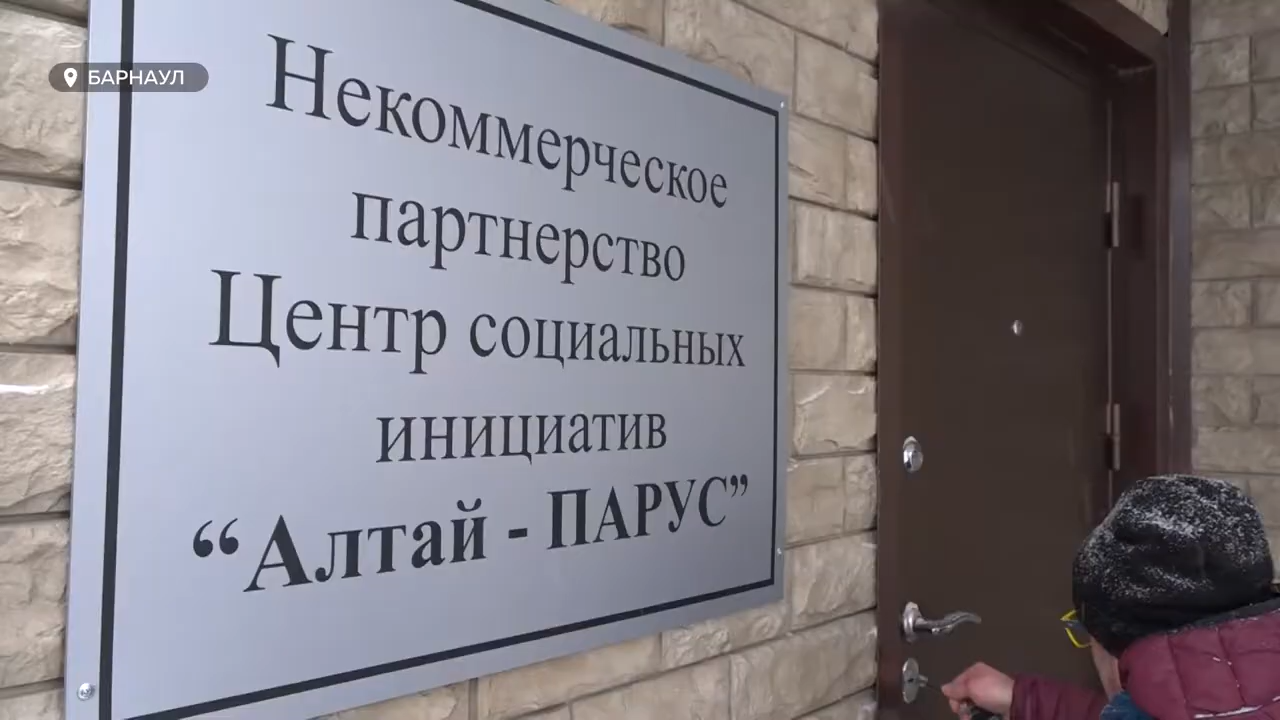 БАРНАУЛ
Некоммерческое
партнерство
Центр социальных
инициатив
“Алтай - ПАРУС”